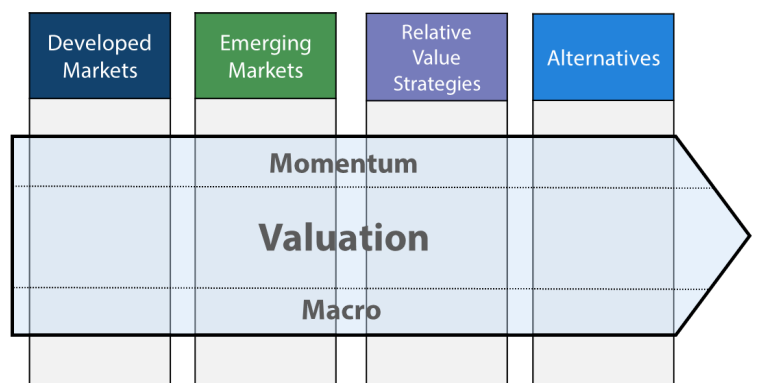 Developed
Markets
Emerging
Markets
Relative
Value
Strategies
Alternatives
Momentum
Valuation
Macro